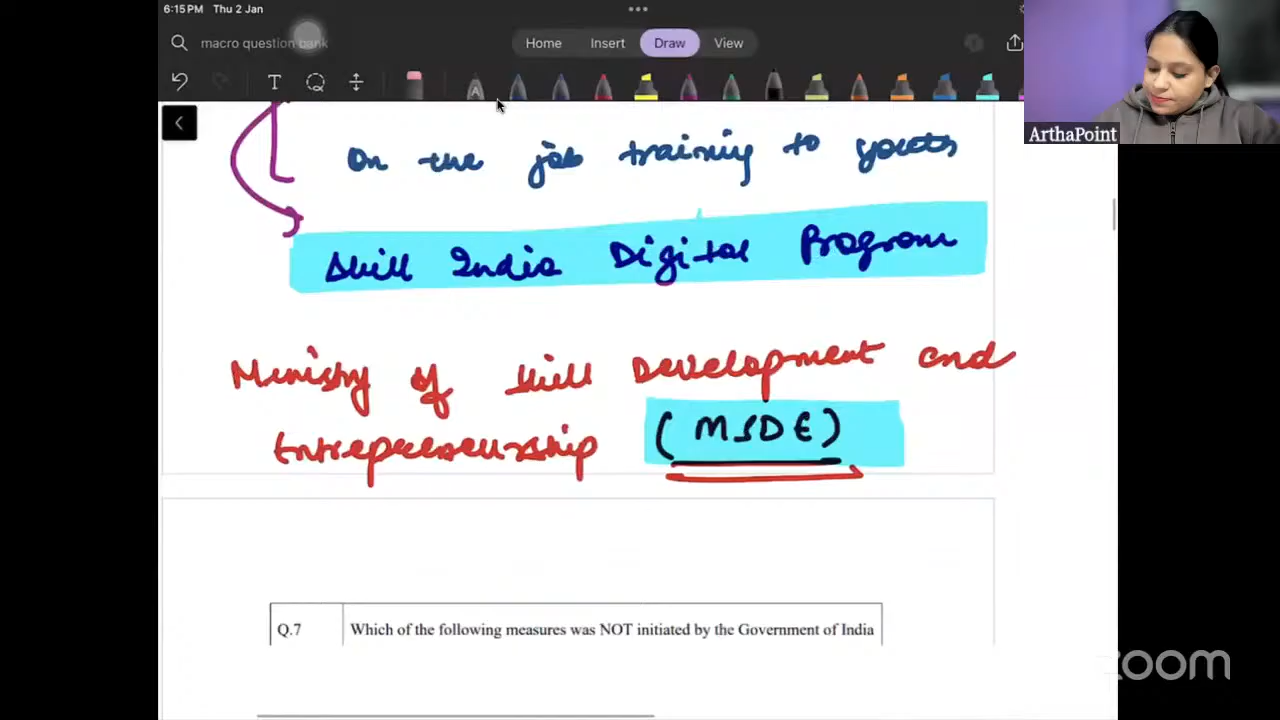 6:15 PM Thu 2 Jan
macro question bank
Home Insert Draw View
ArthaPoint
On the job training to youth
Skill India Digital Program
Ministry of Skill Development and
Entrepreneurship (MSDE)
Q.7 Which of the following measures was NOT initiated by the Government of India
zoom